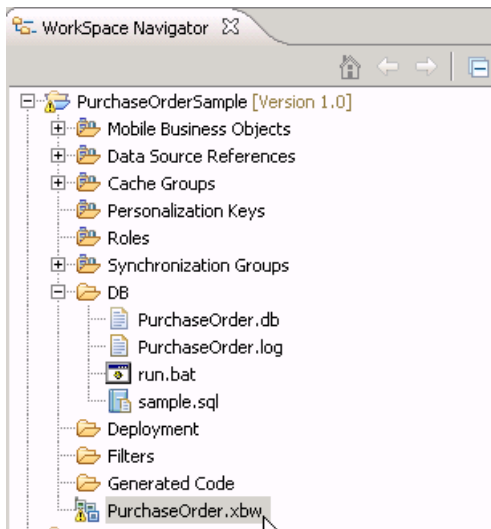 WorkSpace Navigator
PurchaseOrderSample [Version 1.0]
Mobile Business Objects
Data Source References
Cache Groups
Personalization Keys
Roles
Synchronization Groups
DB
PurchaseOrder.db
PurchaseOrder.log
run.bat
sample.sql
Deployment
Filters
Generated Code
PurchaseOrder.xbw